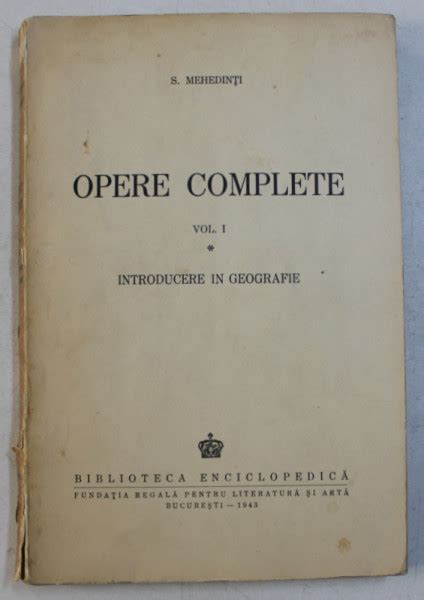 S. MEHEDINȚI
OPERE COMPLETE
VOL. I
*
INTRODUCERE IN GEOGRAFIE
BIBLIOTECA ENCICLOPEDICĂ
FUNDAȚIA REGALĂ PENTRU LITERATURĂ ȘI ARTĂ
BUCUREȘTI — 1943